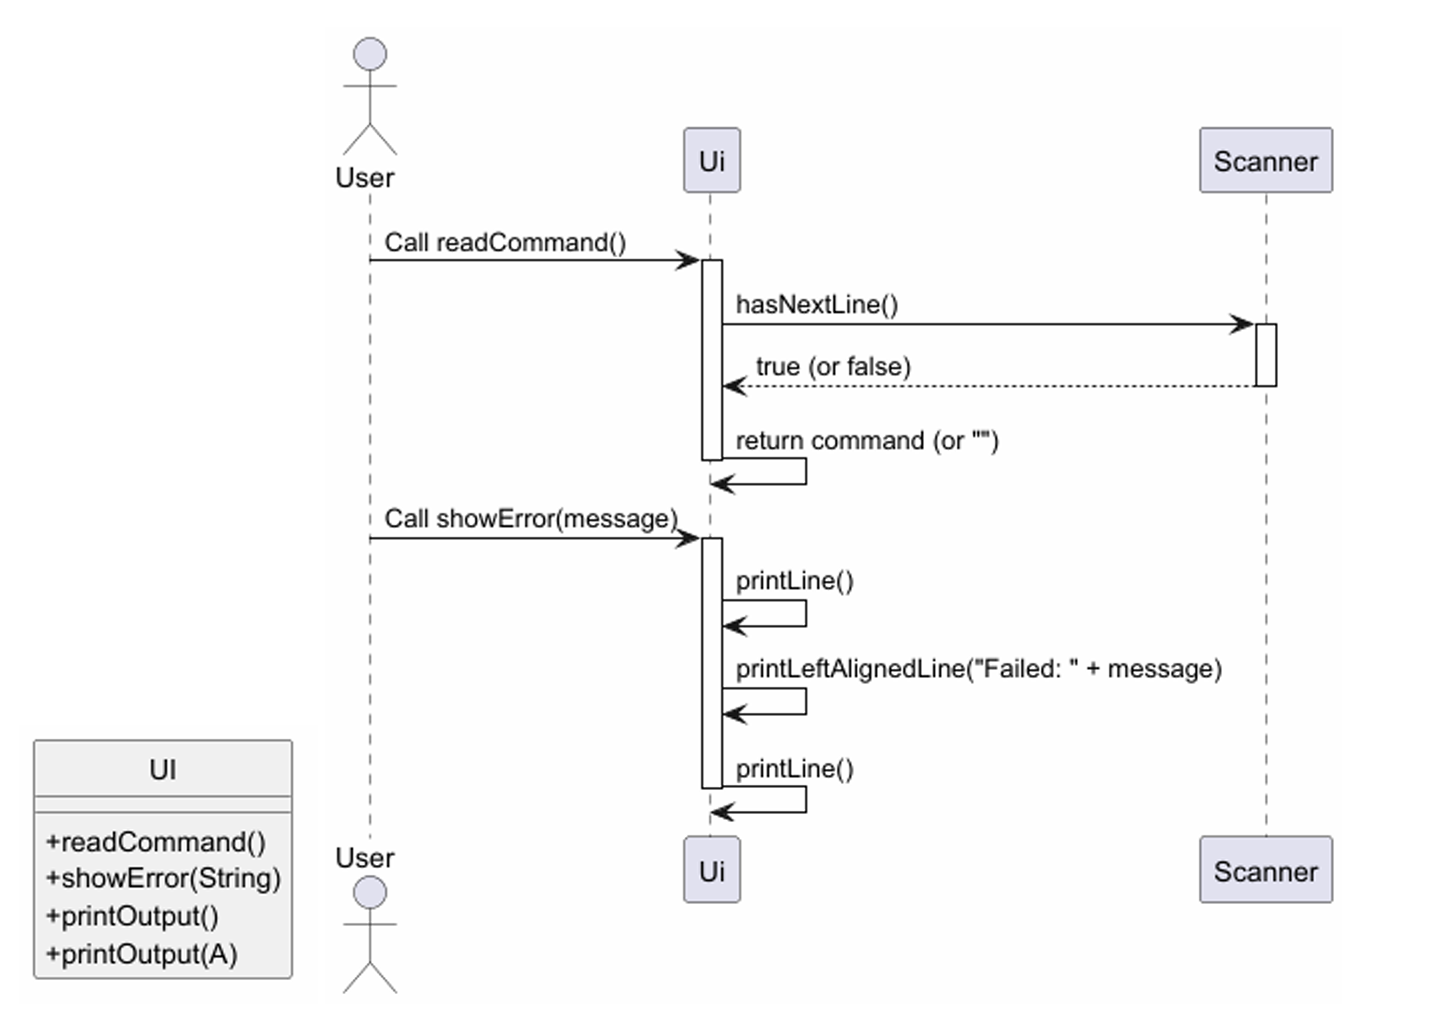 User
Ui
Scanner
Call readCommand()
hasNextLine()
true (or false)
return command (or "")
Call showError(message)
printLine()
printLeftAlignedLine("Failed: " + message)
printLine()
UI
+readCommand()
+showError(String)
+printOutput()
+printOutput(A)
User
Ui
Scanner